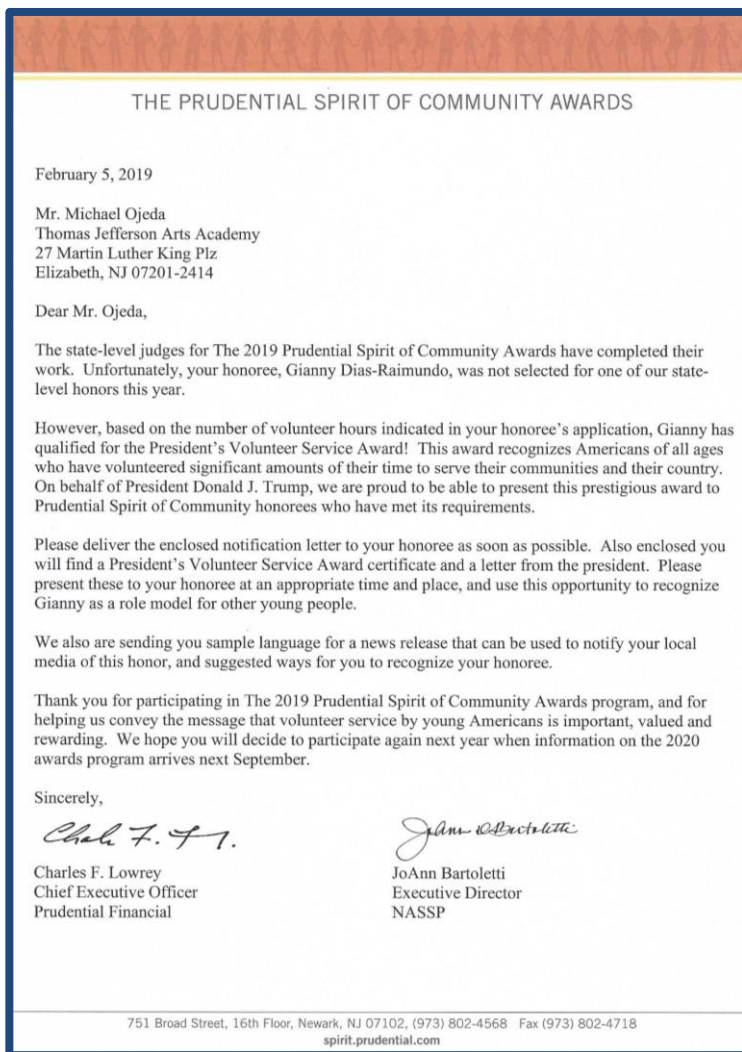 THE PRUDENTIAL SPIRIT OF COMMUNITY AWARDS
February 5, 2019
Mr. Michael Ojeda
Thomas Jefferson Arts Academy
27 Martin Luther King Plz
Elizabeth, NJ 07201-2414
Dear Mr. Ojeda,
The state-level judges for The 2019 Prudential Spirit of Community Awards have completed their
work.  Unfortunately, your honoree, Gianny Dias-Raimundo, was not selected for one of our state-
level honors this year.
However, based on the number of volunteer hours indicated in your honoree's application, Gianny has
qualified for the President's Volunteer Service Award!  This award recognizes Americans of all ages
who have volunteered significant amounts of their time to serve their communities and their country.
On behalf of President Donald J. Trump, we are proud to be able to present this prestigious award to
Prudential Spirit of Community honorees who have met its requirements.
Please deliver the enclosed notification letter to your honoree as soon as possible.  Also enclosed you
will find a President's Volunteer Service Award certificate and a letter from the president.  Please
present these to your honoree at an appropriate time and place, and use this opportunity to recognize
Gianny as a role model for other young people.
We also are sending you sample language for a news release that can be used to notify your local
media of this honor, and suggested ways for you to recognize your honoree.
Thank you for participating in The 2019 Prudential Spirit of Community Awards program, and for
helping us convey the message that volunteer service by young Americans is important, valued and
rewarding.  We hope you will decide to participate again next year when information on the 2020
awards program arrives next September.
Sincerely,
Charles F. Lowrey
Chief Executive Officer
Prudential Financial
JoAnn D. Bartoletti
JoAnn Bartoletti
Executive Director
NASSP
751 Broad Street, 16th Floor, Newark, NJ 07102, (973) 802-4568   Fax (973) 802-4718
spirit.prudential.com